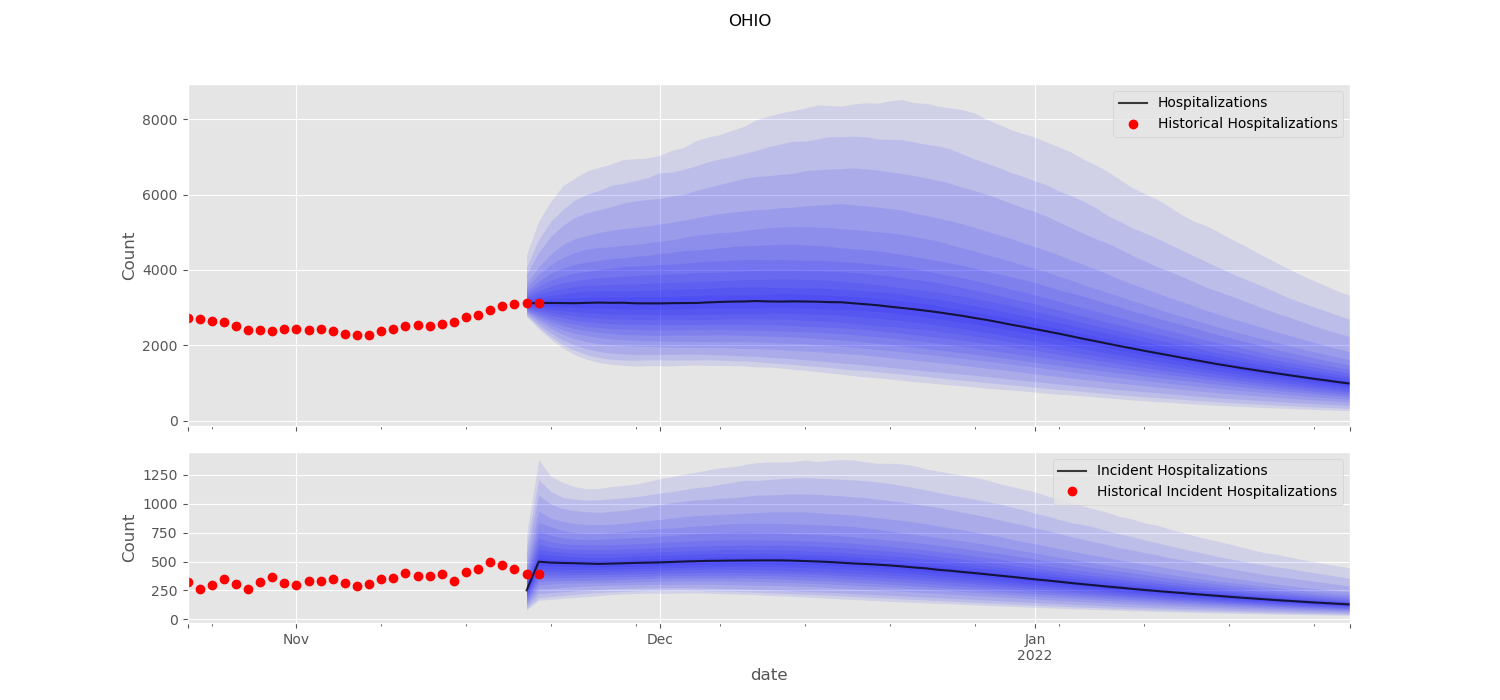 OHIO
Hospitalizations
Historical Hospitalizations
8000
6000
4000
2000
0
Count
Incident Hospitalizations
Historical Incident Hospitalizations
1250
1000
750
500
250
0
Count
Nov
Dec
Jan
2022
date